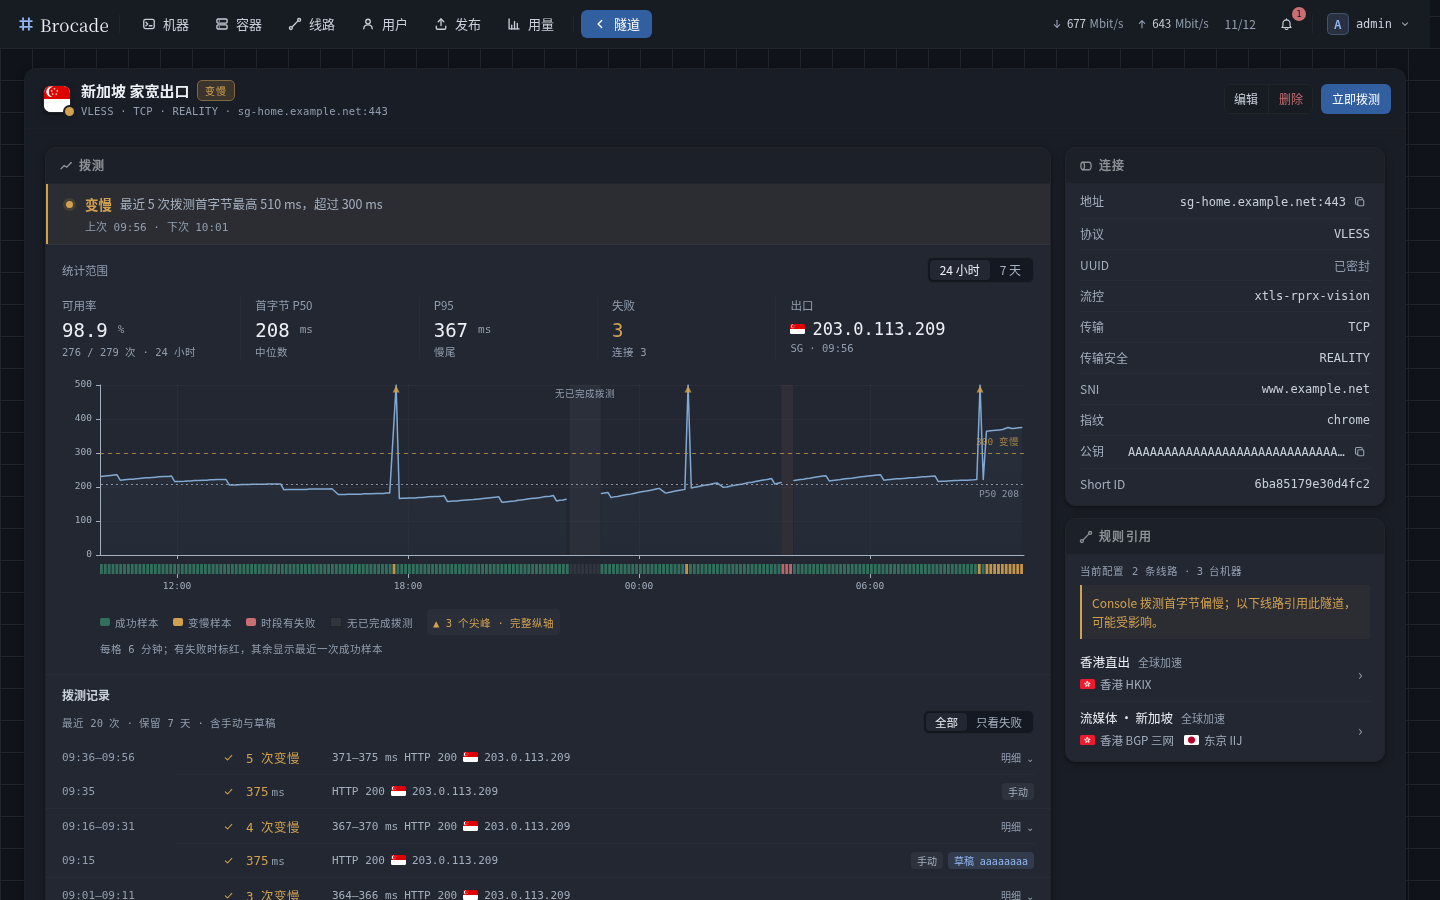 Brocade 机器 容器 线路 用户 发布 用量 隧道 ↓ 677 Mbit/s ↑ 643 Mbit/s 11/12 1 A admin
新加坡 家宽出口 变慢
VLESS · TCP · REALITY · sg-home.example.net:443
编辑 删除 立即拨测
拨测
变慢 最近 5 次拨测首字节最高 510 ms，超过 300 ms
上次 09:56 · 下次 10:01
统计范围 24 小时 7 天
可用率 首字节 P50 P95 失败 出口
98.9 % 208 ms 367 ms 3 203.0.113.209
276 / 279 次 · 24 小时 中位数 慢尾 连接 3 SG · 09:56
500
无已完成拨测
400
300 变慢
300
200
P50 208
100
0
12:00 18:00 00:00 06:00
成功样本 变慢样本 时段有失败 无已完成拨测 ▲ 3 个尖峰 · 完整纵轴
每格 6 分钟；有失败时标红，其余显示最近一次成功样本
拨测记录
最近 20 次 · 保留 7 天 · 含手动与草稿 全部 只看失败
09:36–09:56 ✓ 5 次变慢 371–375 ms HTTP 200 203.0.113.209 明细
09:35 ✓ 375 ms HTTP 200 203.0.113.209 手动
09:16–09:31 ✓ 4 次变慢 367–370 ms HTTP 200 203.0.113.209 明细
09:15 ✓ 375 ms HTTP 200 203.0.113.209 手动 草稿 aaaaaaaa
09:01–09:11 ✓ 3 次变慢 364–366 ms HTTP 200 203.0.113.209 明细
连接
地址 sg-home.example.net:443
协议 VLESS
UUID 已密封
流控 xtls-rprx-vision
传输 TCP
传输安全 REALITY
SNI www.example.net
指纹 chrome
公钥 AAAAAAAAAAAAAAAAAAAAAAAAAAAAAA…
Short ID 6ba85179e30d4fc2
规则引用
当前配置 2 条线路 · 3 台机器
Console 拨测首字节偏慢；以下线路引用此隧道，
可能受影响。
香港直出 全球加速
香港 HKIX
流媒体 · 新加坡 全球加速
香港 BGP 三网 东京 IIJ